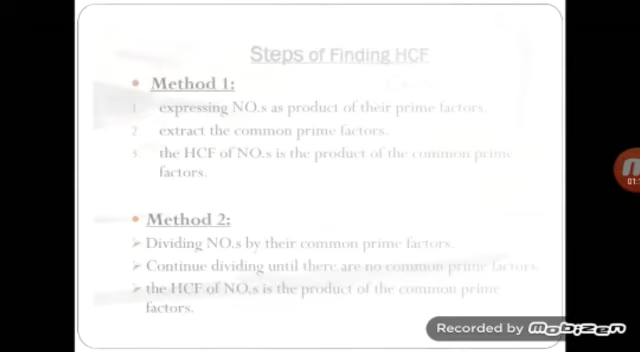 Steps of Finding HCF
• Method 1:
1. expressing NO.s as product of their prime factors.
2. extract the common prime factors.
3. the HCF of NO.s is the product of the common prime
factors.
• Method 2:
➢ Dividing NO.s by their common prime factors.
➢ Continue dividing until there are no common prime factors.
➢ the HCF of NO.s is the product of the common prime
factors.
Recorded by mobizen